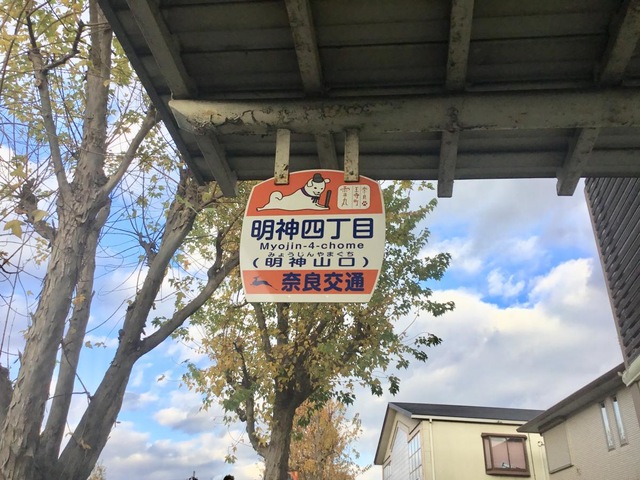 明神四丁目
Myojin-4-chome
みょうじんやまぐち
(明神山口)
奈良交通